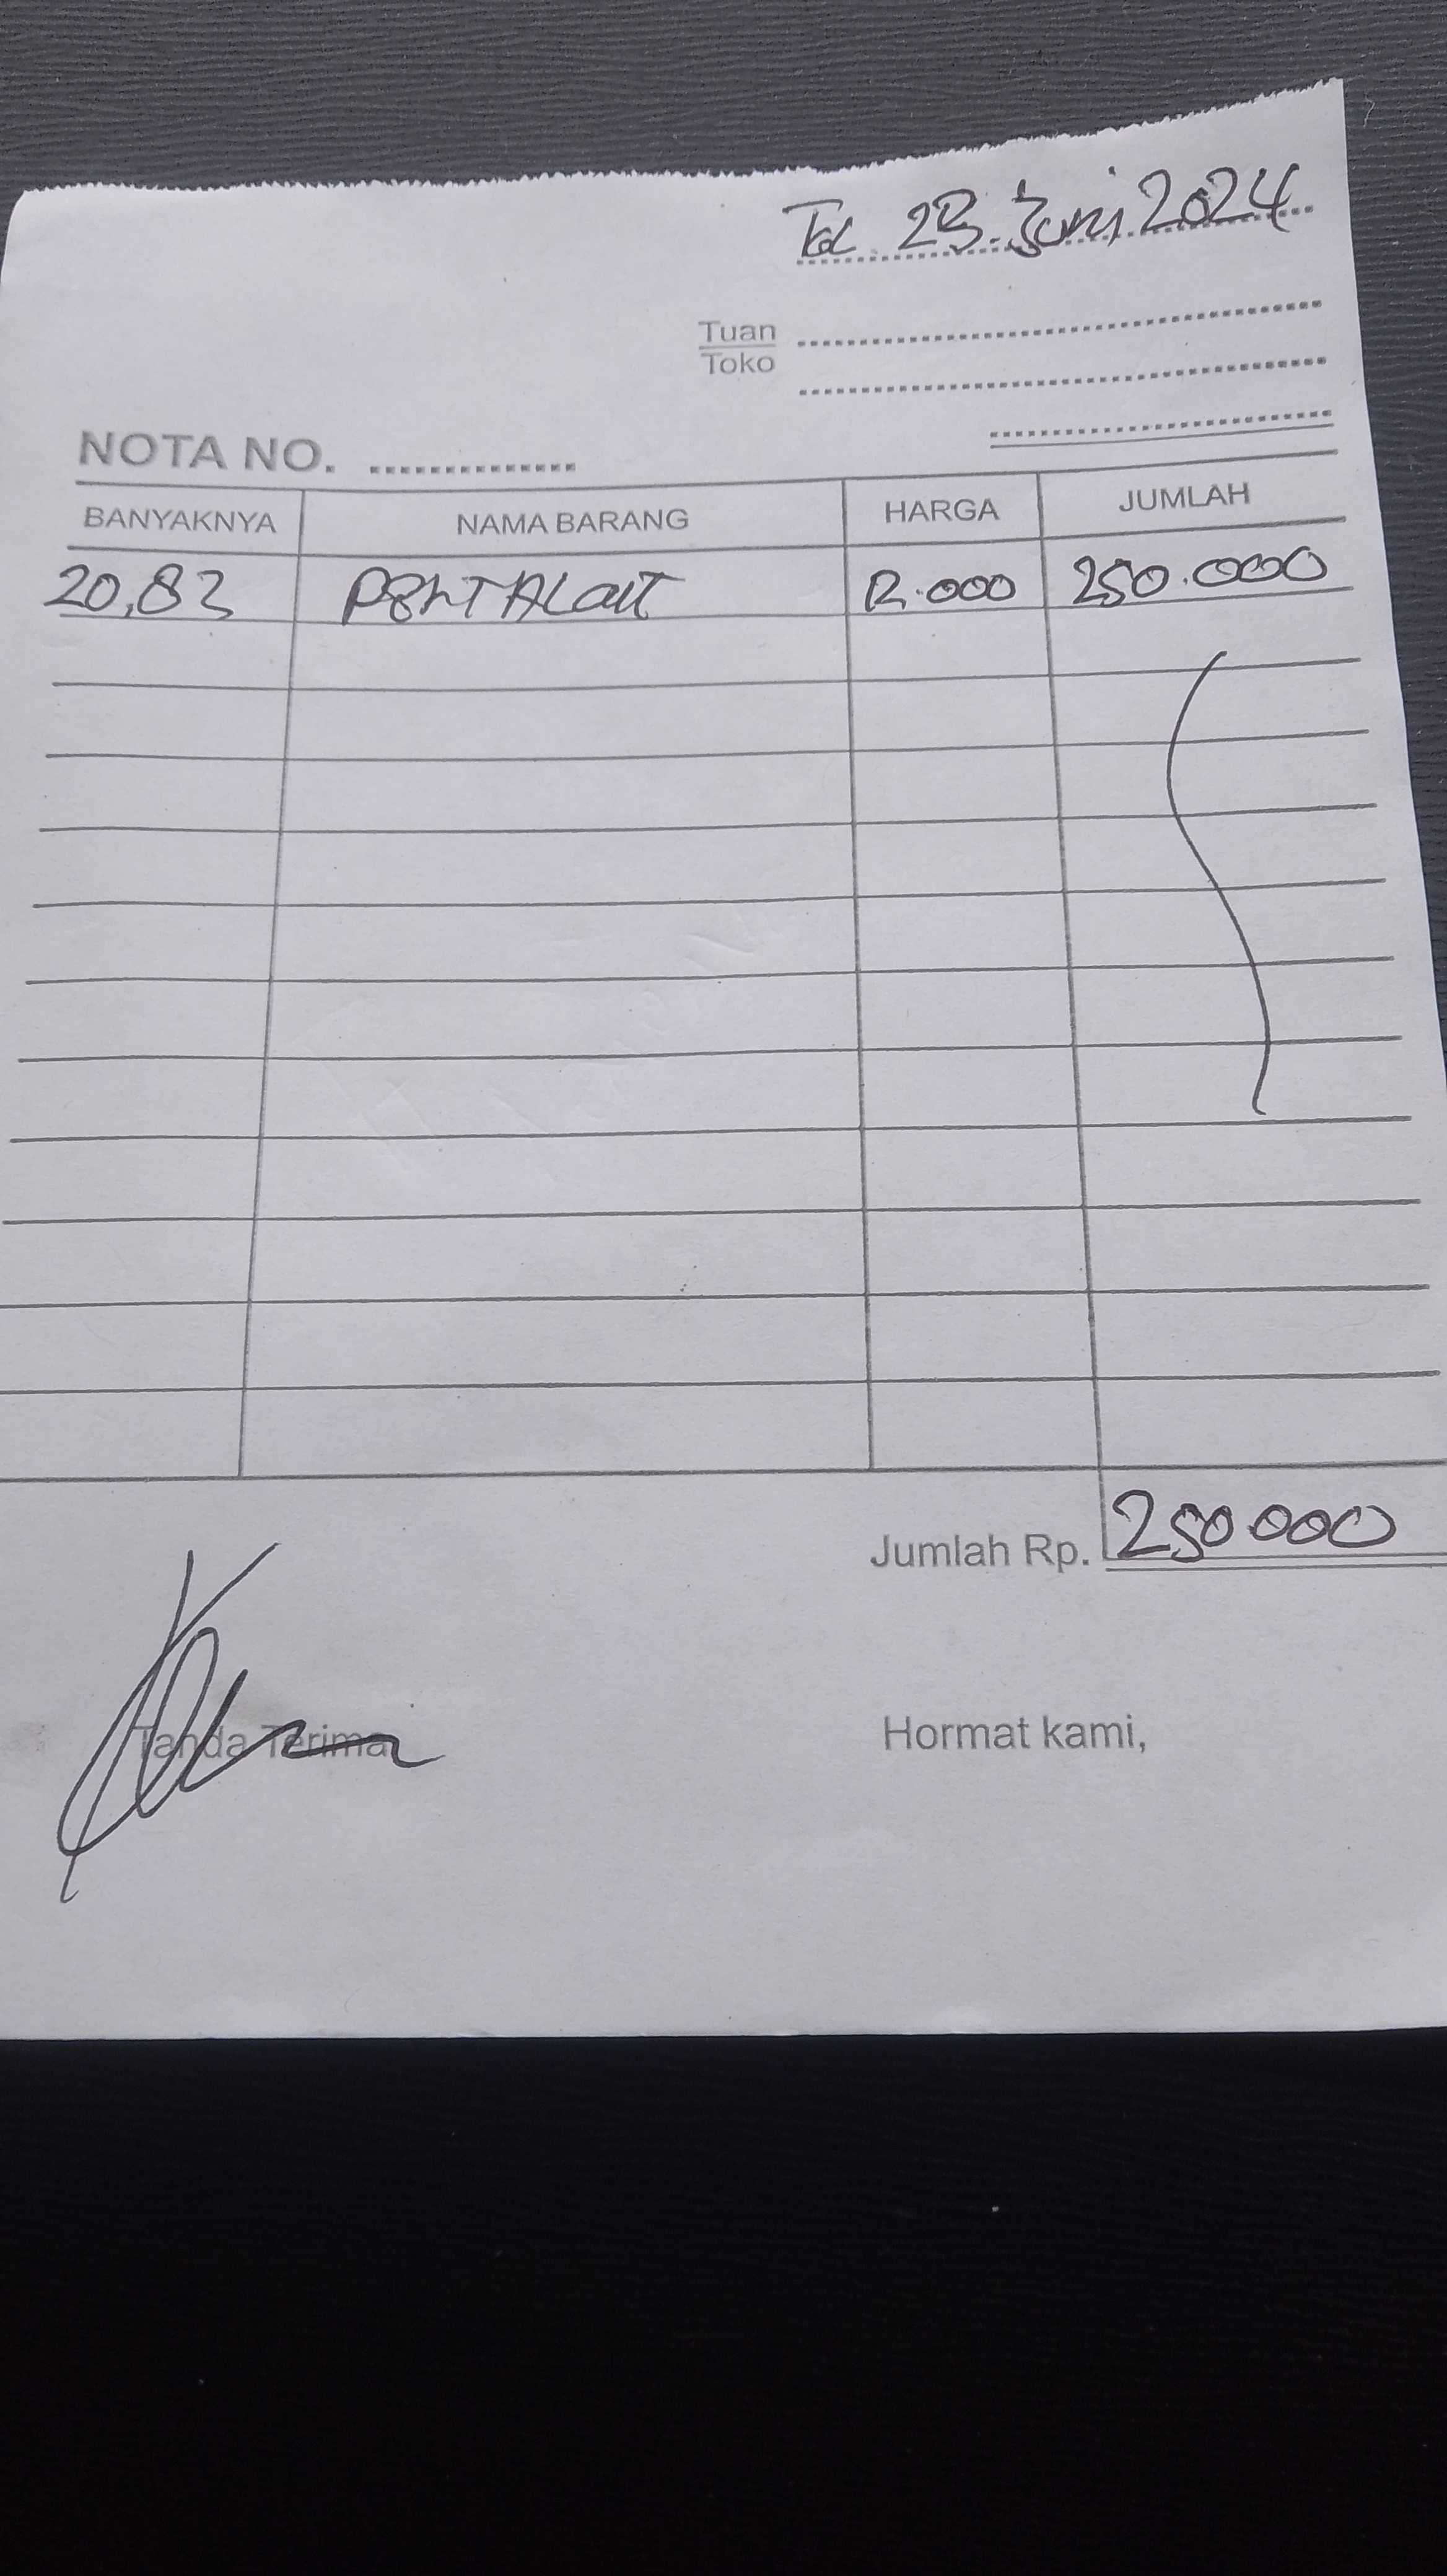 Tgl 23. Juni 2024
Tuan
Toko
NOTA NO. ...............
BANYAKNYA NAMA BARANG HARGA JUMLAH
20,83 PERTALAIT 12.000 250.000
Jumlah Rp. 250000
Tanda Terima
Hormat kami,